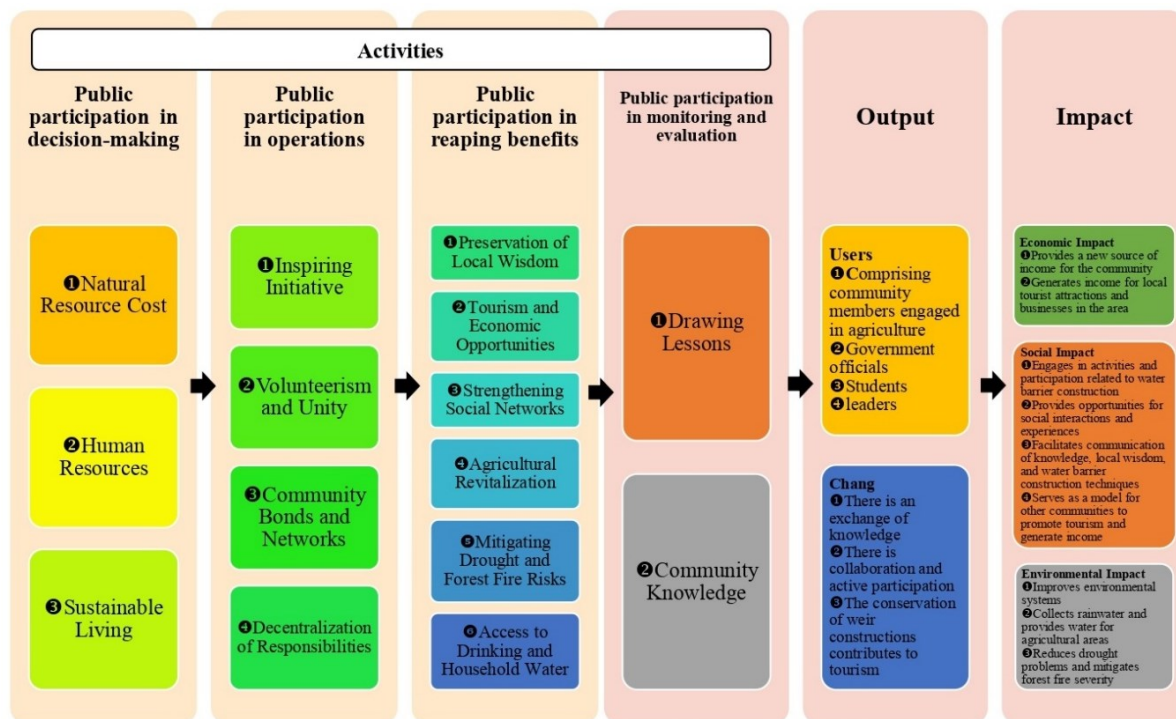 Activities
Public
participation in
decision-making
❶Natural
Resource Cost
❷Human
Resources
❸Sustainable
Living
Public
participation
in operations
❶Inspiring
Initiative
❷Volunteerism
and Unity
❸Community
Bonds and
Networks
❹Decentralization
of Responsibilities
Public
participation in
reaping benefits
❶Preservation of
Local Wisdom
❷Tourism and
Economic
Opportunities
❸Strengthening
Social Networks
❹Agricultural
Revitalization
❺Mitigating
Drought and
Forest Fire Risks
❻Access to
Drinking and
Household Water
Public participation
in monitoring and
evaluation
❶Drawing
Lessons
❷Community
Knowledge
Output
Users
❶Comprising
community
members engaged
in agriculture
❷Government
officials
❸Students
❹leaders
Chang
❶There is an
exchange of
knowledge
❷There is
collaboration and
active participation
❸The conservation
of weir
constructions
contributes to
tourism
Impact
Economic Impact
❶Provides a new source of
income for the community
❷Generates income for local
tourist attractions and
businesses in the area
Social Impact
❶Engages in activities and
participation related to water
barrier construction
❷Provides opportunities for
social interactions and
experiences
❸Facilitates communication
of knowledge, local wisdom,
and water barrier
construction techniques
❹Serves as a model for
other communities to
promote tourism and
generate income
Environmental Impact
❶Improves environmental
systems
❷Collects rainwater and
provides water for
agricultural areas
❸Reduces drought
problems and mitigates
forest fire severity